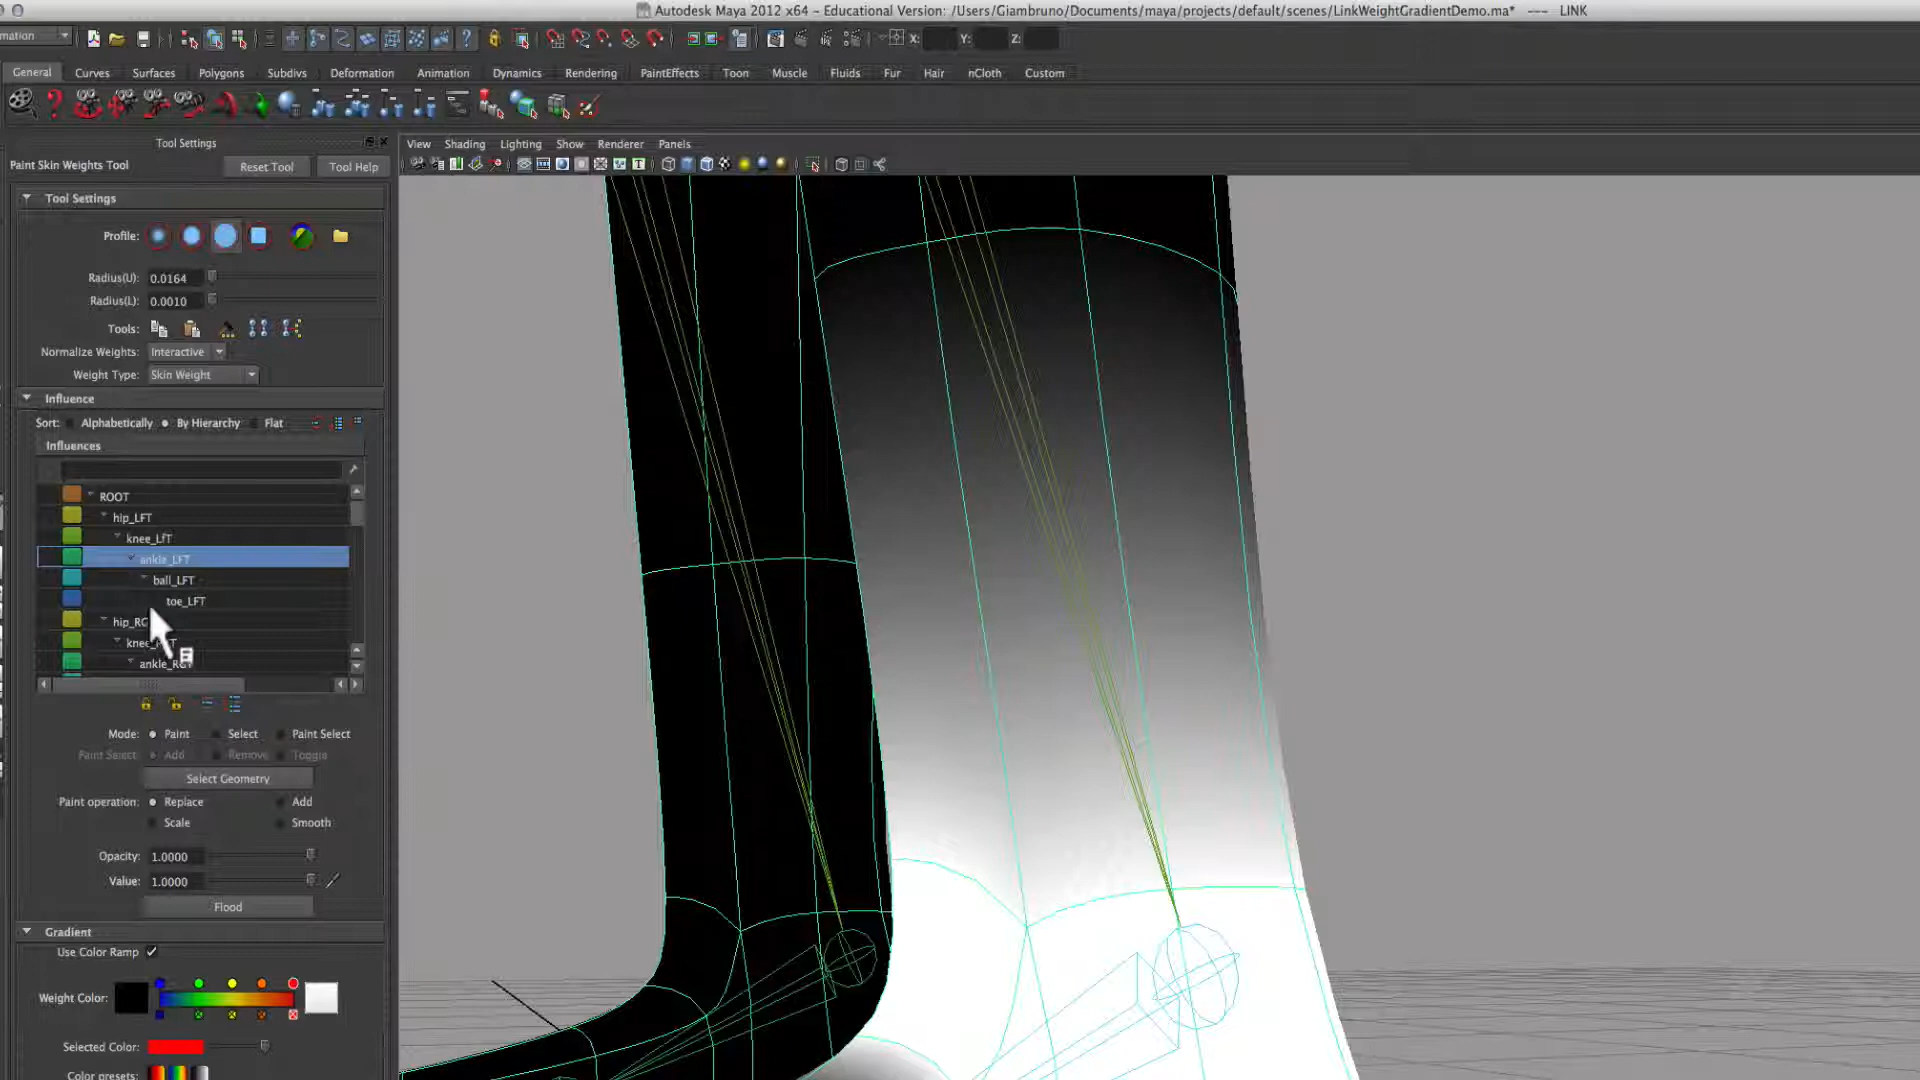 Autodesk Maya 2012 x64 – Educational Version: /Users/Giambruno/Documents/maya/projects/default/scenes/LinkWeightGradientDemo.ma* --- LINK
mation X: Y: Z:
General Curves Surfaces Polygons Subdivs Deformation Animation Dynamics Rendering PaintEffects Toon Muscle Fluids Fur Hair nCloth Custom
Tool Settings
View Shading Lighting Show Renderer Panels
Paint Skin Weights Tool Reset Tool Tool Help
Tool Settings
Profile:
Radius(U): 0.0164
Radius(L): 0.0010
Tools:
Normalize Weights: Interactive
Weight Type: Skin Weight
Influence
Sort: Alphabetically By Hierarchy Flat
Influences
ROOT
hip_LFT
knee_LfT
ankle_LFT
ball_LFT
toe_LFT
Mode: Paint Select Paint Select
Paint Select: Add Remove Toggle
Select Geometry
Paint operation: Replace Add
Scale Smooth
Opacity: 1.0000
Value: 1.0000
Flood
Gradient
Use Color Ramp
Weight Color:
Selected Color:
Color presets: